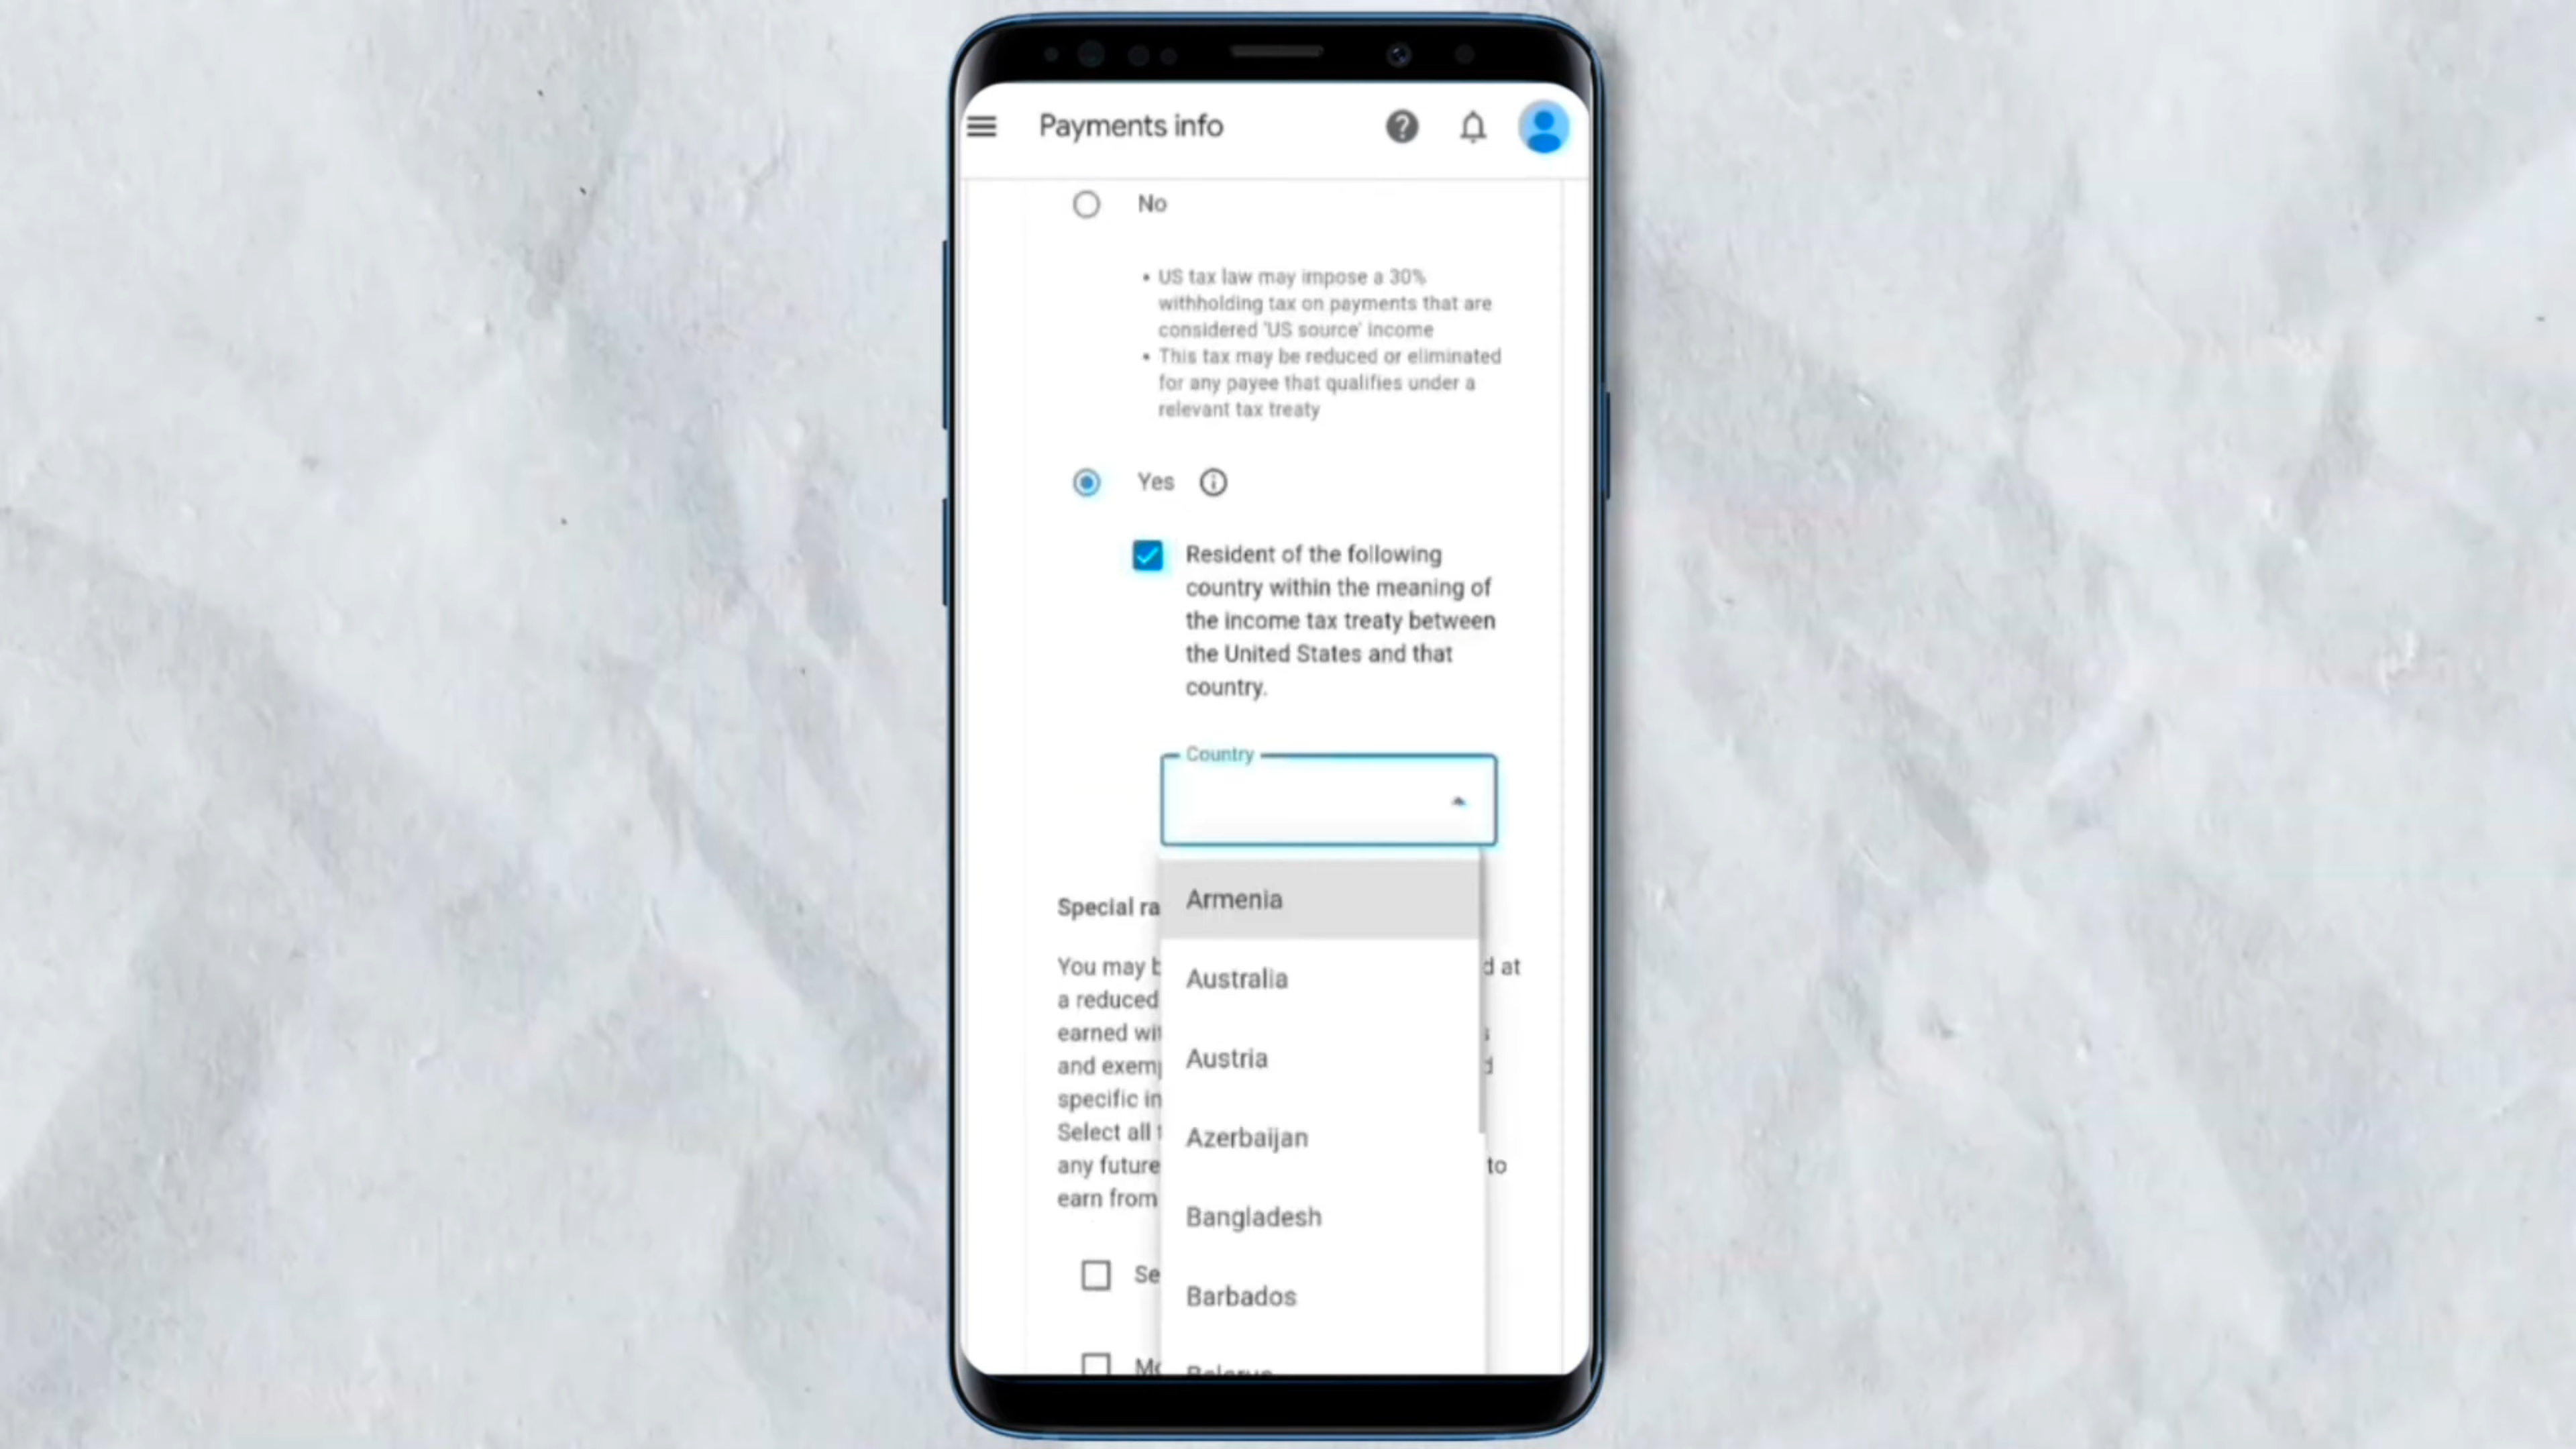 Payments info
No
• US tax law may impose a 30%
withholding tax on payments that are
considered 'US source' income
• This tax may be reduced or eliminated
for any payee that qualifies under a
relevant tax treaty
Yes
Resident of the following
country within the meaning of
the income tax treaty between
the United States and that
country.
Country
Armenia
Special ra
Australia
You may b d at
a reduced
earned wit s
Austria
and exemp d
specific in
Azerbaijan
Select all t
any future to
earn from
Bangladesh
Se
Barbados
Mo
Belarus